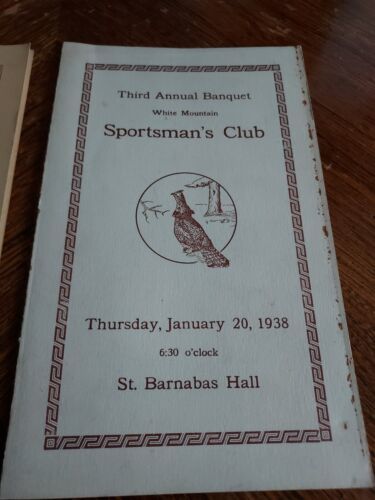 Third Annual Banquet
White Mountain
Sportsman's Club
Thursday, January 20, 1938
6:30 o'clock
St. Barnabas Hall